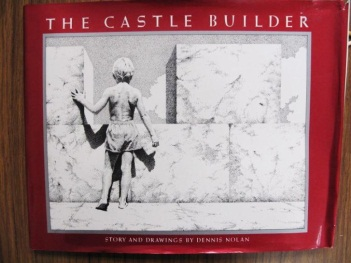 THE CASTLE BUILDER
STORY AND DRAWINGS BY DENNIS NOLAN